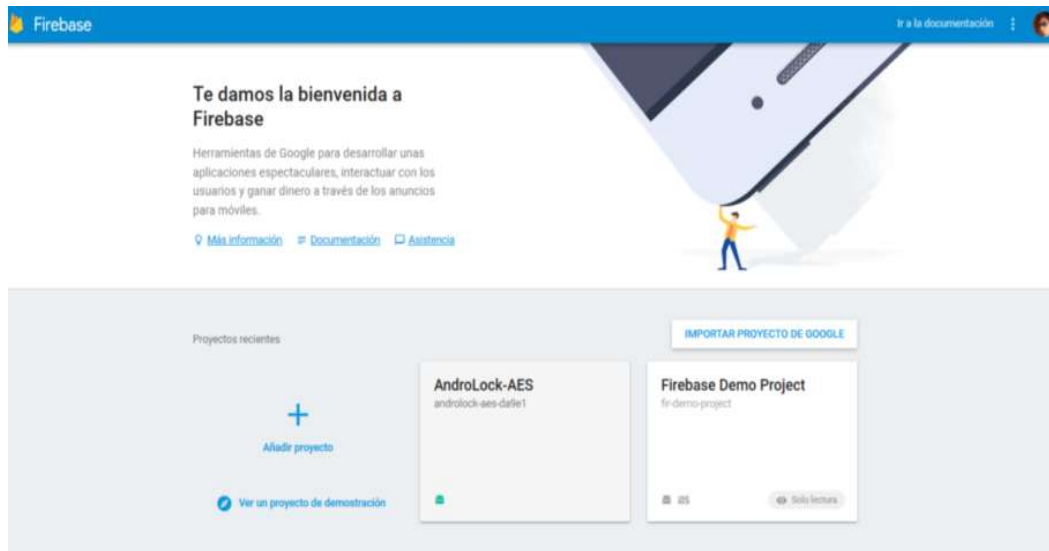 Firebase
Ir a la documentación
Te damos la bienvenida a
Firebase
Herramientas de Google para desarrollar unas
aplicaciones espectaculares, interactuar con los
usuarios y ganar dinero a través de los anuncios
para móviles.
Más información Documentación Asistencia
Proyectos recientes
IMPORTAR PROYECTO DE GOOGLE
Añadir proyecto
Ver un proyecto de demostración
AndroLock-AES
androlock-aes-da9e1
Firebase Demo Project
fir-demo-project
iOS
Solo lectura